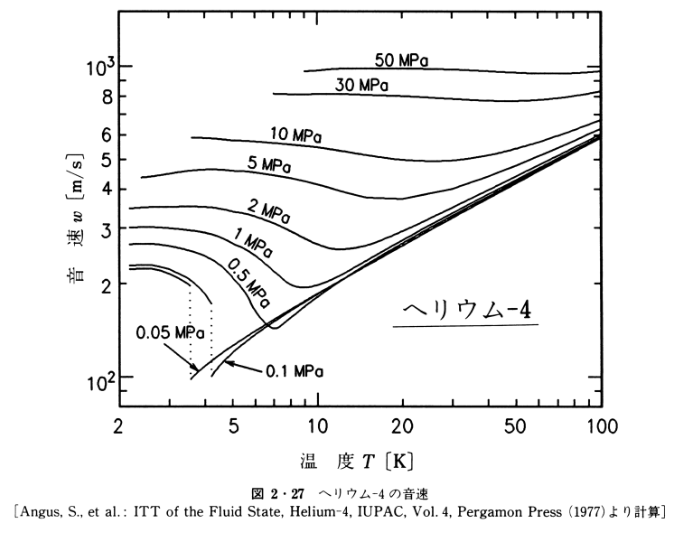 50 MPa
10³
30 MPa
8
6
10 MPa
5
5 MPa
4
2 MPa
3
1 MPa
0.5 MPa
2
ヘリウム-4
0.05 MPa
0.1 MPa
10²
音速 w [m/s]
2 5 10 20 50 100
温度 T [K]
図 2・27 ヘリウム-4 の音速
[Angus, S., et al.: ITT of the Fluid State, Helium-4, IUPAC, Vol. 4, Pergamon Press (1977)より計算]